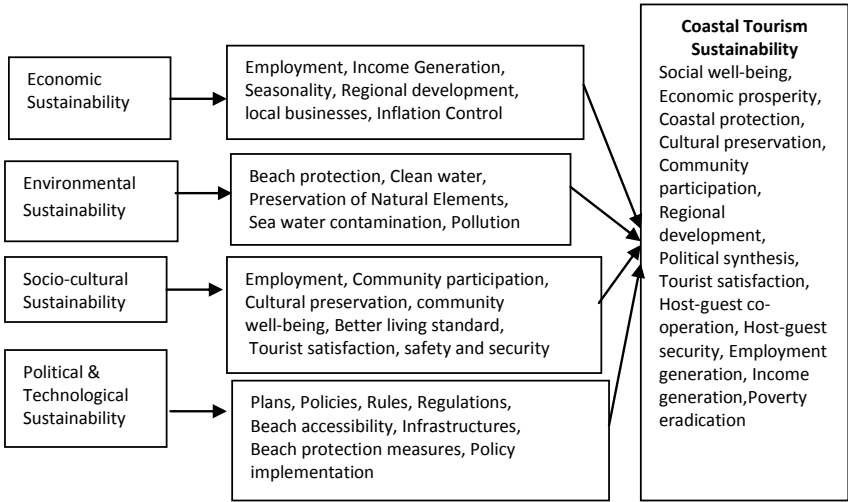 Economic
Sustainability
Employment, Income Generation,
Seasonality, Regional development,
local businesses, Inflation Control
Environmental
Sustainability
Beach protection, Clean water,
Preservation of Natural Elements,
Sea water contamination, Pollution
Socio-cultural
Sustainability
Employment, Community participation,
Cultural preservation, community
well-being, Better living standard,
Tourist satisfaction, safety and security
Political &
Technological
Sustainability
Plans, Policies, Rules, Regulations,
Beach accessibility, Infrastructures,
Beach protection measures, Policy
implementation
Coastal Tourism
Sustainability
Social well-being,
Economic prosperity,
Coastal protection,
Cultural preservation,
Community
participation,
Regional
development,
Political synthesis,
Tourist satisfaction,
Host-guest co-
operation, Host-guest
security, Employment
generation, Income
generation,Poverty
eradication